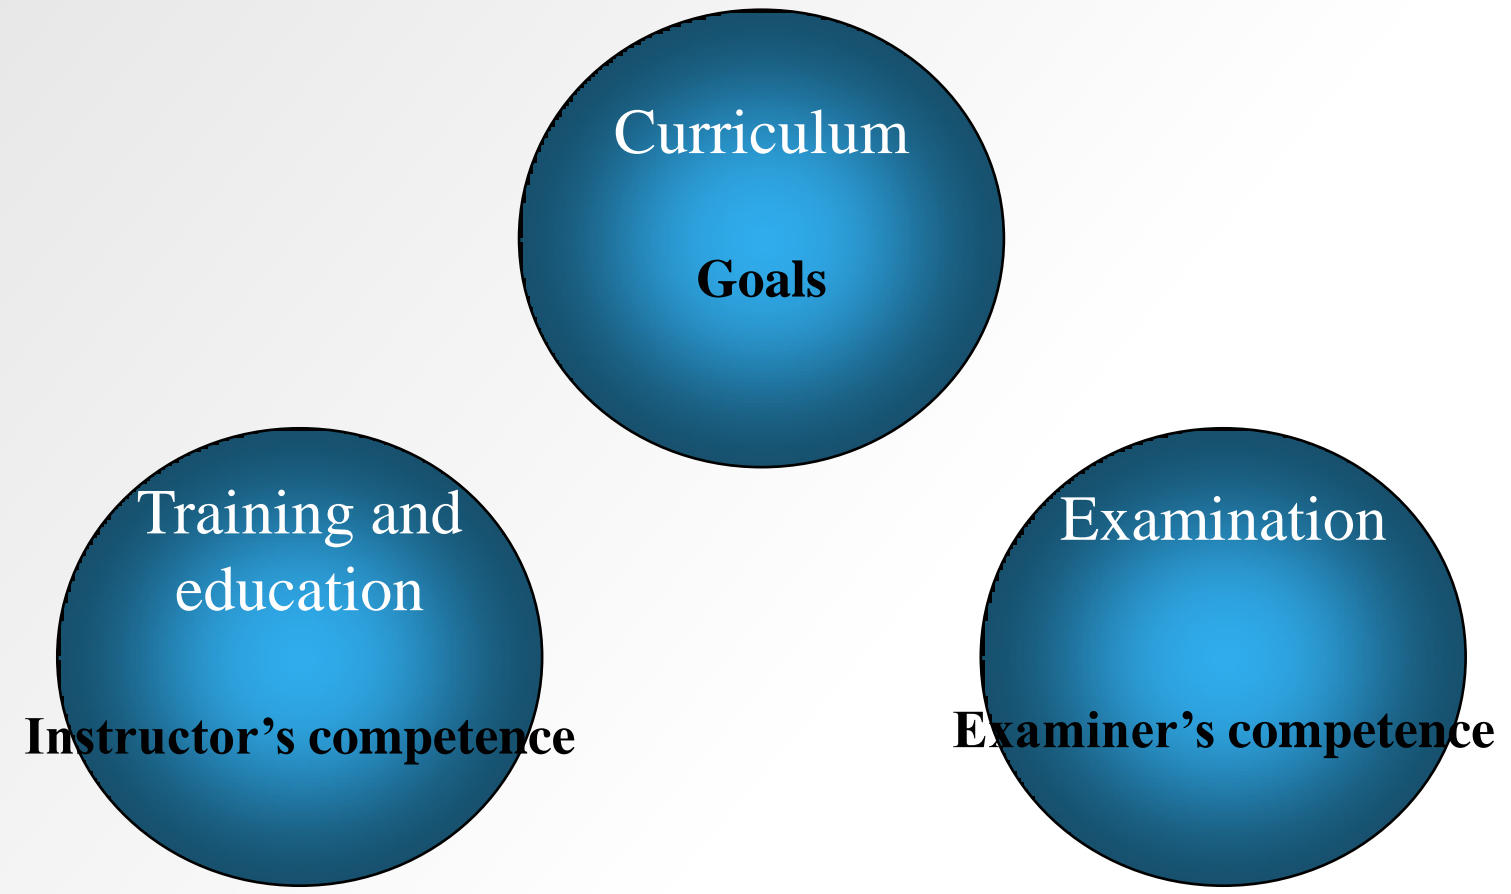 Curriculum
Goals
Training and
education
Instructor’s competence
Examination
Examiner’s competence